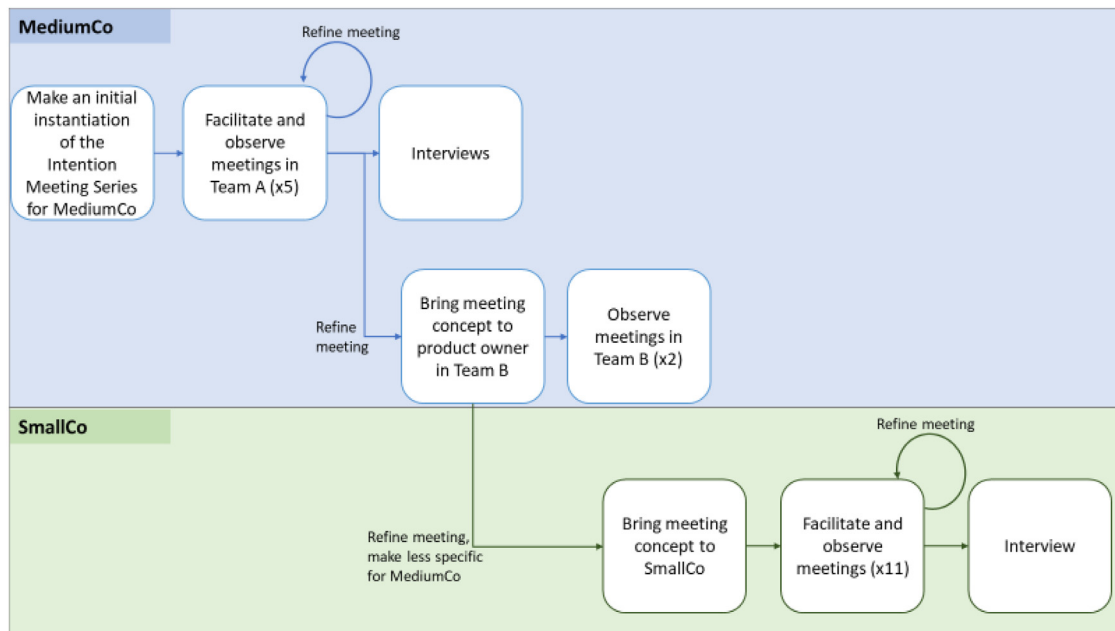 MediumCo
Refine meeting
Make an initial
instantiation
of the
Intention
Meeting Series
for MediumCo
Facilitate and
observe
meetings in
Team A (x5)
Interviews
Refine
meeting
Bring meeting
concept to
product owner
in Team B
Observe
meetings in
Team B (x2)
SmallCo
Refine meeting
Refine meeting,
make less specific
for MediumCo
Bring meeting
concept to
SmallCo
Facilitate and
observe
meetings (x11)
Interview